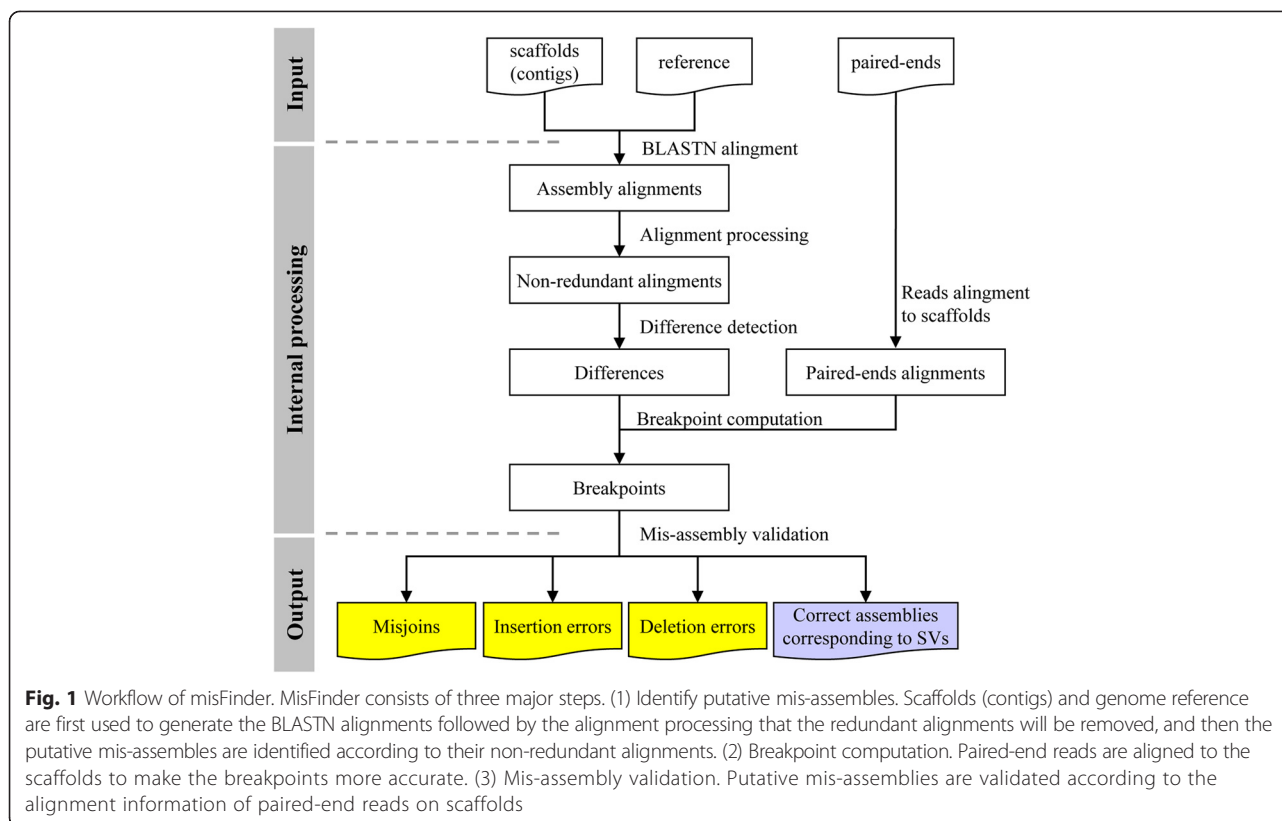 Input
scaffolds
(contigs)
reference
paired-ends
BLASTN alingment
Internal processing
Assembly alignments
Alignment processing
Non-redundant alingments
Reads alingment
to scaffolds
Difference detection
Differences
Paired-ends alignments
Breakpoint computation
Breakpoints
Mis-assembly validation
Output
Misjoins
Insertion errors
Deletion errors
Correct assemblies
corresponding to SVs
Fig. 1 Workflow of misFinder. MisFinder consists of three major steps. (1) Identify putative mis-assembles. Scaffolds (contigs) and genome reference
are first used to generate the BLASTN alignments followed by the alignment processing that the redundant alignments will be removed, and then the
putative mis-assembles are identified according to their non-redundant alignments. (2) Breakpoint computation. Paired-end reads are aligned to the
scaffolds to make the breakpoints more accurate. (3) Mis-assembly validation. Putative mis-assemblies are validated according to the
alignment information of paired-end reads on scaffolds